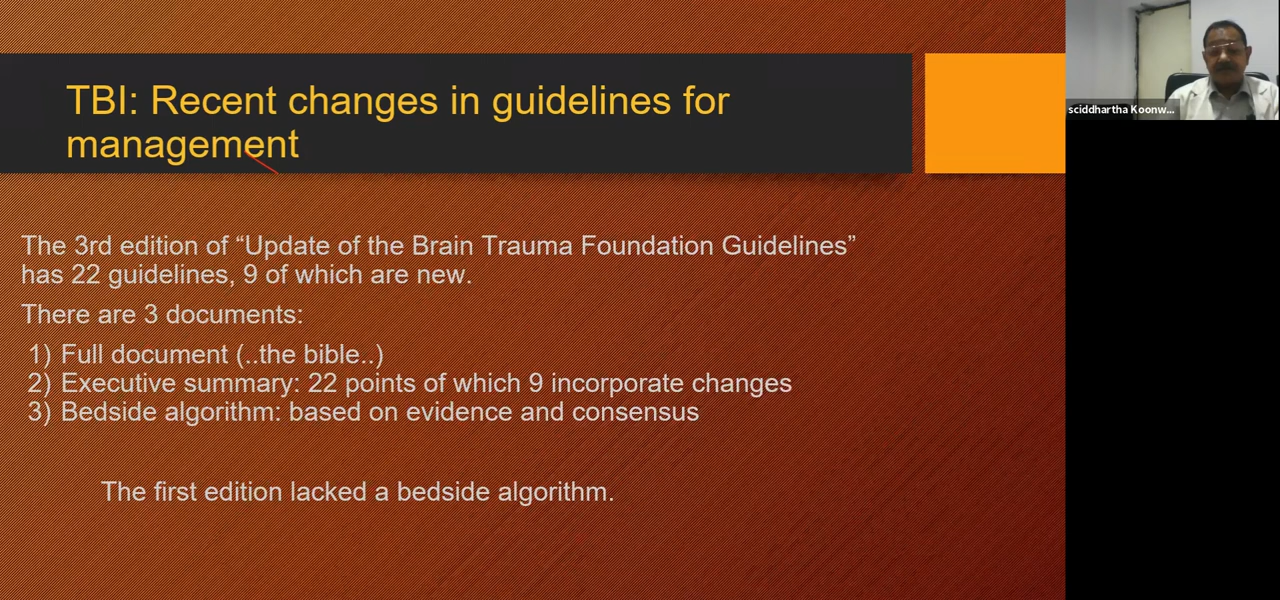 TBI: Recent changes in guidelines for
management
sciddhartha Koonw...
The 3rd edition of “Update of the Brain Trauma Foundation Guidelines”
has 22 guidelines, 9 of which are new.
There are 3 documents:
1) Full document (..the bible..)
2) Executive summary: 22 points of which 9 incorporate changes
3) Bedside algorithm: based on evidence and consensus
The first edition lacked a bedside algorithm.